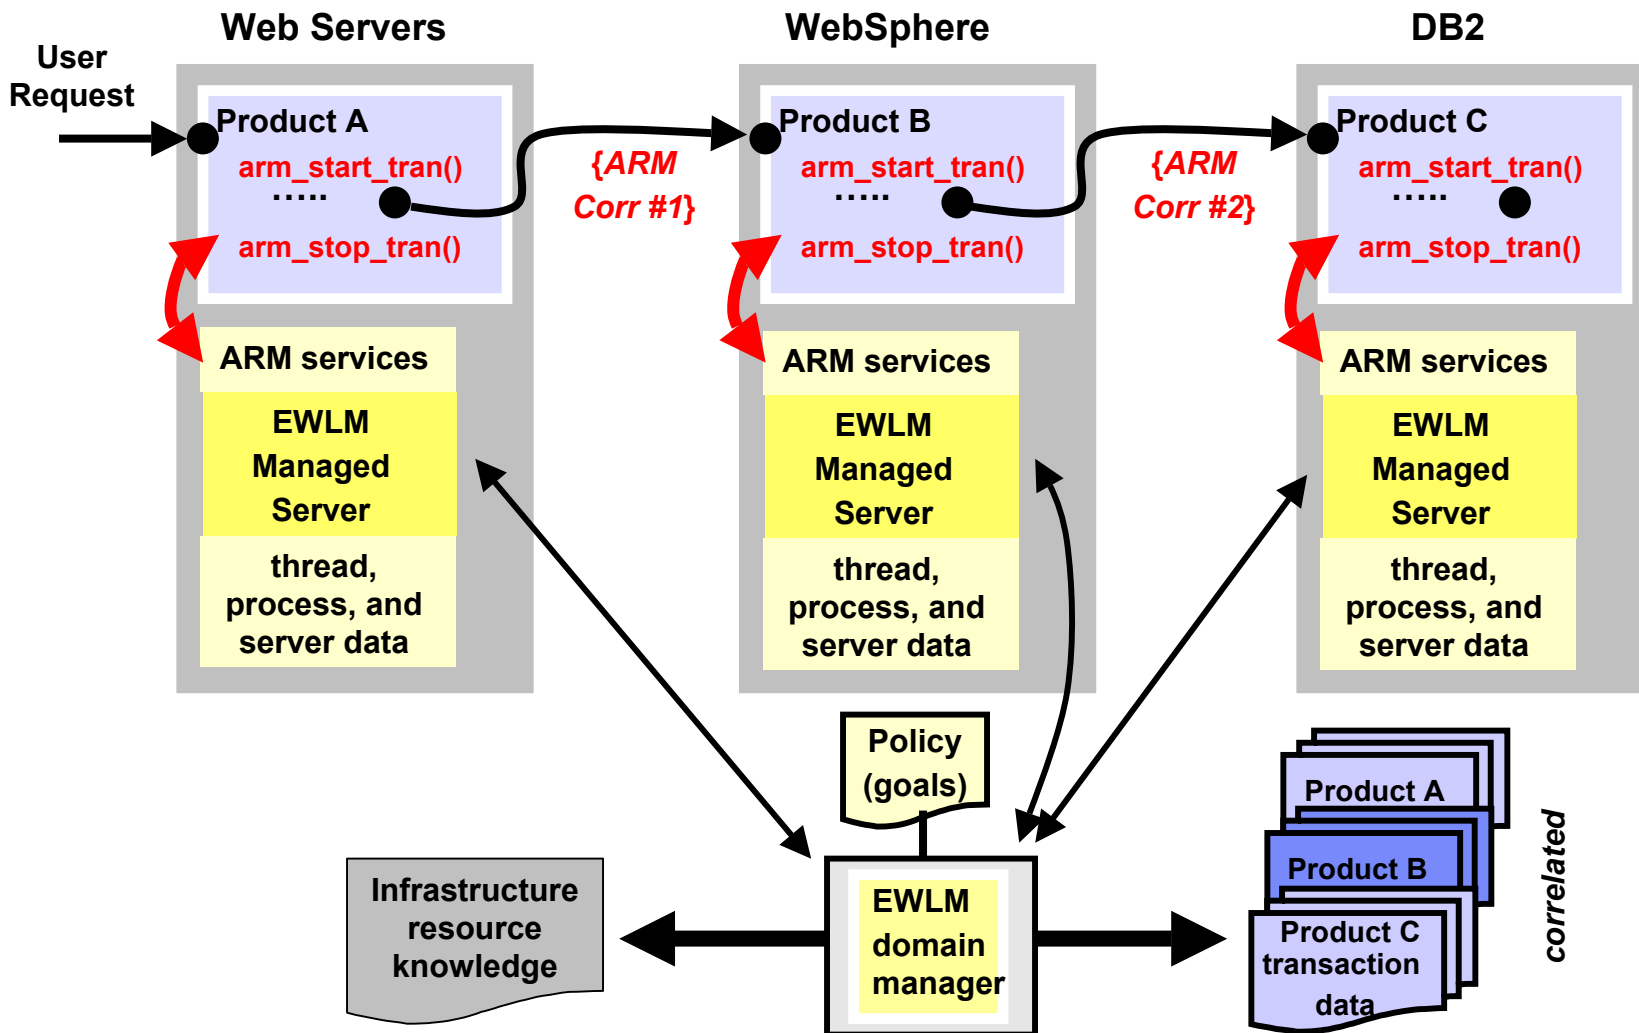 Web Servers
WebSphere
DB2
User
Request
Product A
arm_start_tran()
.....
arm_stop_tran()
{ARM
Corr #1}
Product B
arm_start_tran()
.....
arm_stop_tran()
{ARM
Corr #2}
Product C
arm_start_tran()
.....
arm_stop_tran()
ARM services
EWLM
Managed
Server
thread,
process, and
server data
ARM services
EWLM
Managed
Server
thread,
process, and
server data
ARM services
EWLM
Managed
Server
thread,
process, and
server data
Policy
(goals)
Infrastructure
resource
knowledge
EWLM
domain
manager
Product A
Product B
Product C
transaction
data
correlated